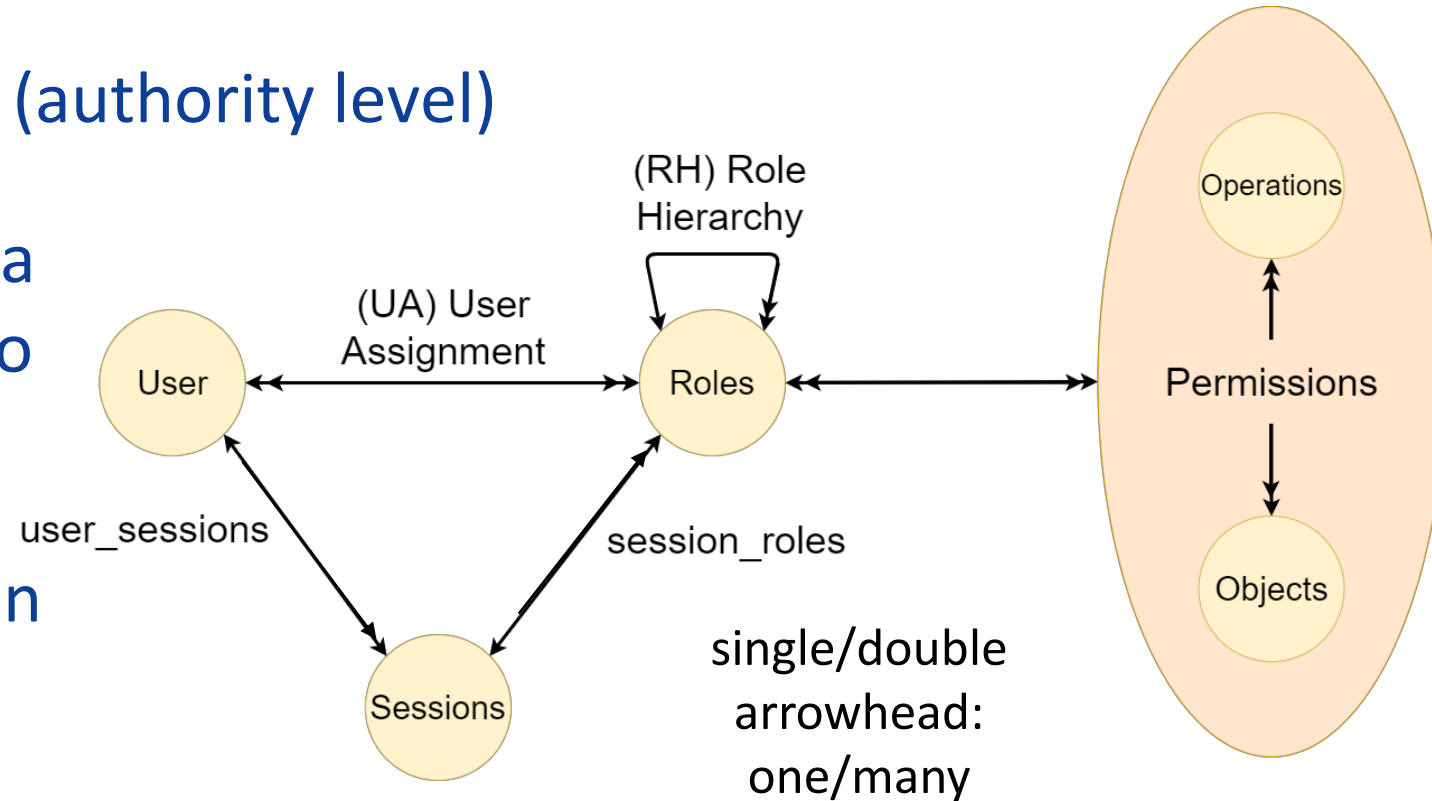 (authority level)
(RH) Role
Hierarchy
Operations
a
(UA) User
Assignment
o
User
Roles
Permissions
user_sessions
session_roles
n
Objects
single/double
arrowhead:
one/many
Sessions